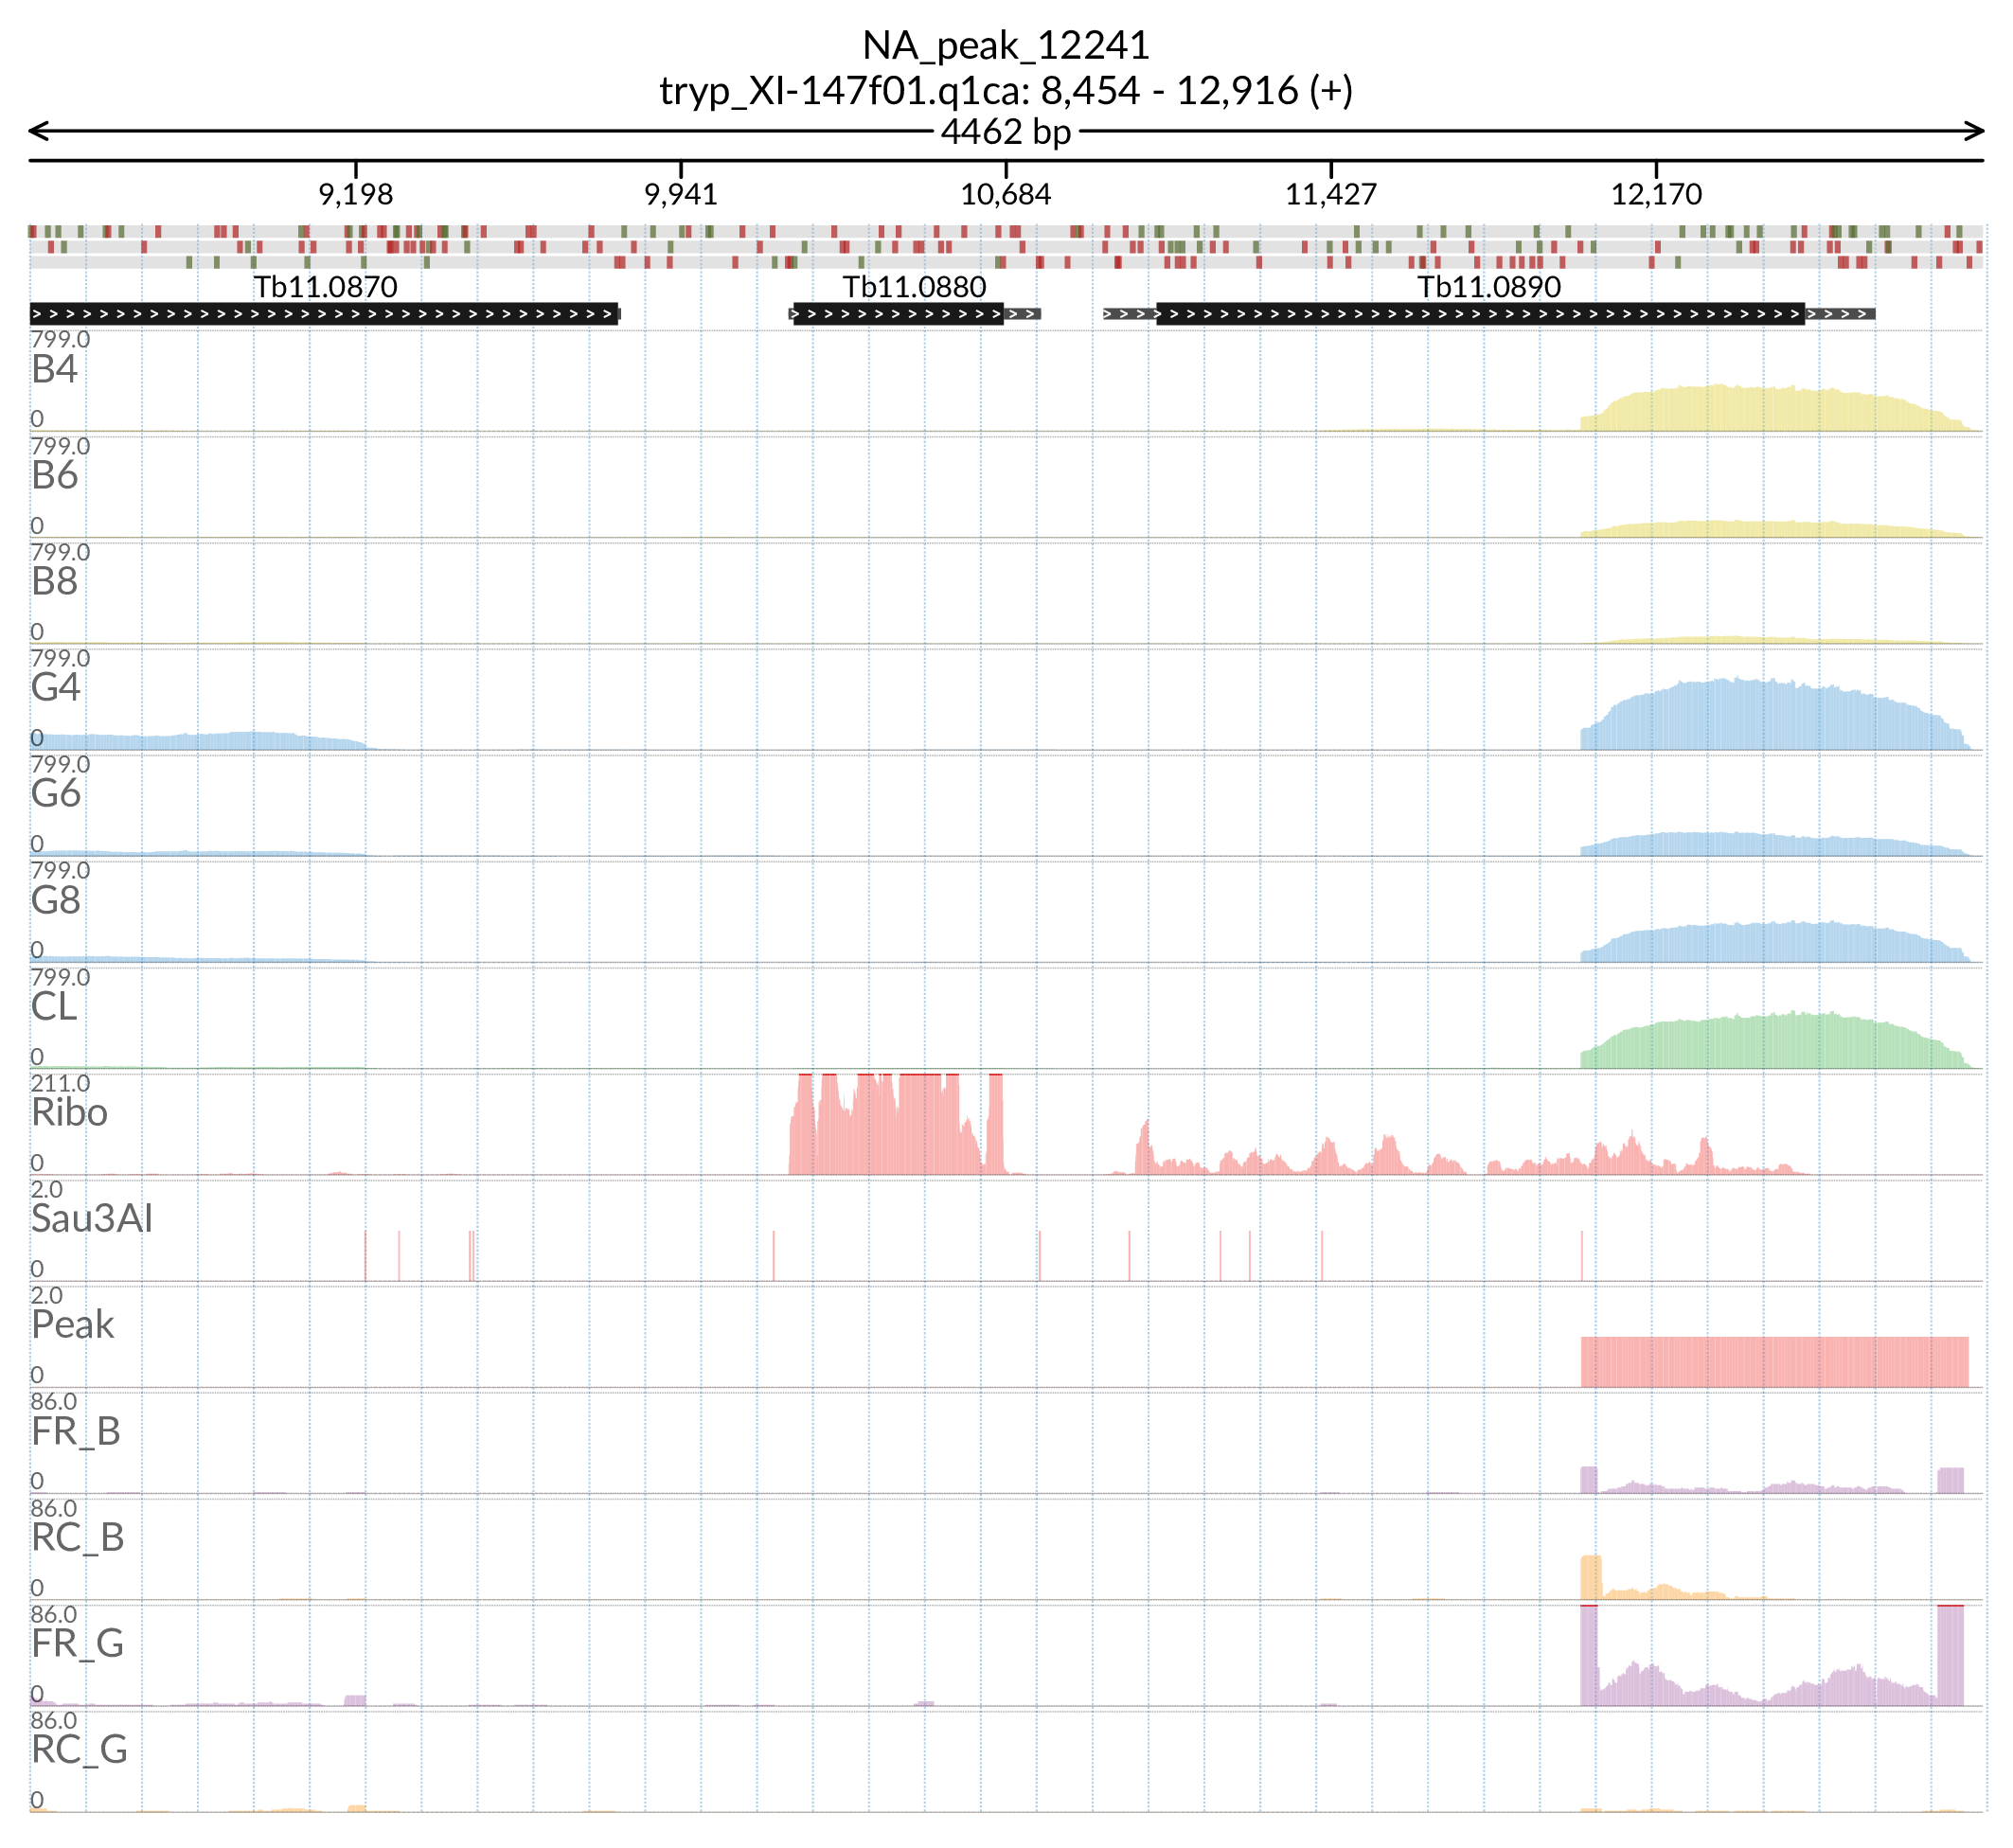 NA_peak_12241
tryp_XI-147f01.q1ca: 8,454 - 12,916 (+)
4462 bp
9,198 9,941 10,684 11,427 12,170
Tb11.0870 Tb11.0880 Tb11.0890
799.0
B4
0
799.0
B6
0
799.0
B8
0
799.0
G4
0
799.0
G6
0
799.0
G8
0
799.0
CL
0
211.0
Ribo
0
2.0
Sau3AI
0
2.0
Peak
0
86.0
FR_B
0
86.0
RC_B
0
86.0
FR_G
0
86.0
RC_G
0